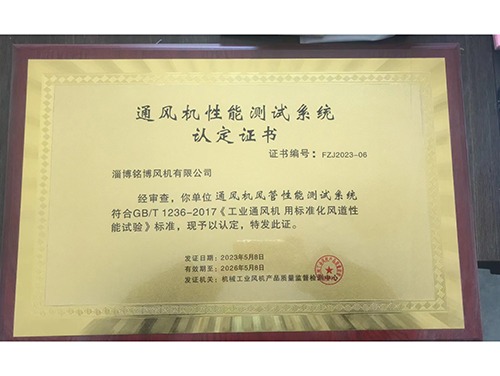 通风机性能测试系统
认定证书
证书编号：FZJ2023-06
淄博铭博风机有限公司
经审查，你单位通风机风管性能测试系统
符合GB/T 1236-2017《工业通风机 用标准化风道性
能试验》标准，现予以认定，特发此证。
发证日期：2023年5月8日
有效期至：2026年5月8日
发证机关：机械工业风机产品质量监督检测中心